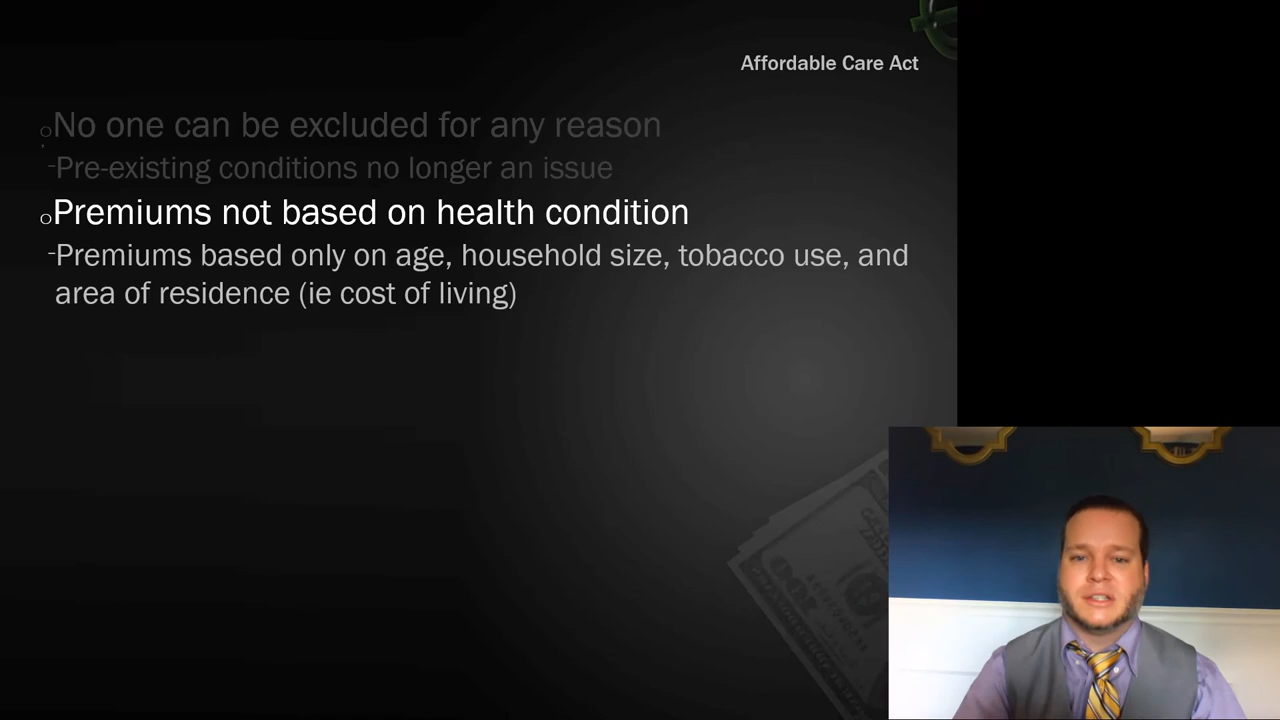 Affordable Care Act
oNo one can be excluded for any reason
-Pre-existing conditions no longer an issue
oPremiums not based on health condition
-Premiums based only on age, household size, tobacco use, and
area of residence (ie cost of living)